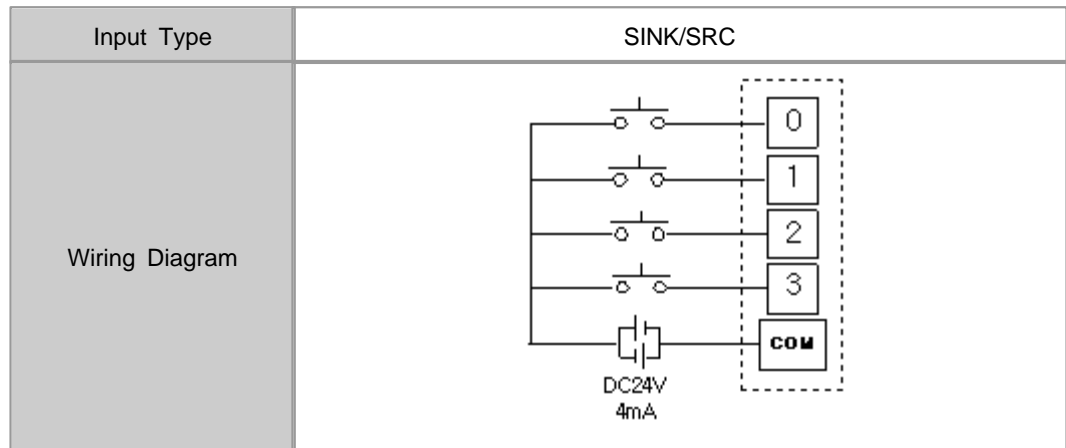 Input Type
SINK/SRC
Wiring Diagram
0
1
2
3
COM
DC24V
4mA